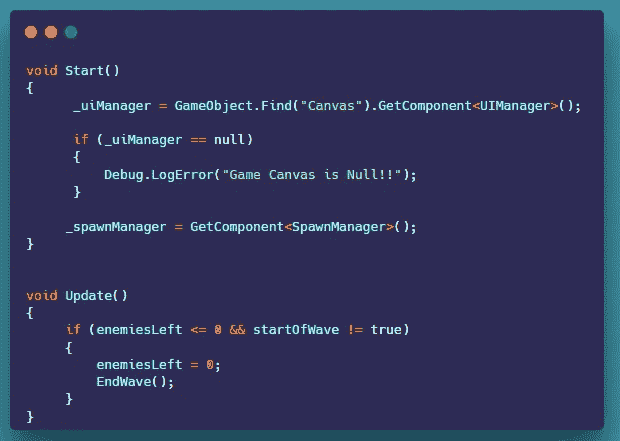 void Start()
{
_uiManager = GameObject.Find("Canvas").GetComponent<UIManager>();
if (_uiManager == null)
{
Debug.LogError("Game Canvas is Null!!");
}
_spawnManager = GetComponent<SpawnManager>();
}
void Update()
{
if (enemiesLeft <= 0 && startOfWave != true)
{
enemiesLeft = 0;
EndWave();
}
}